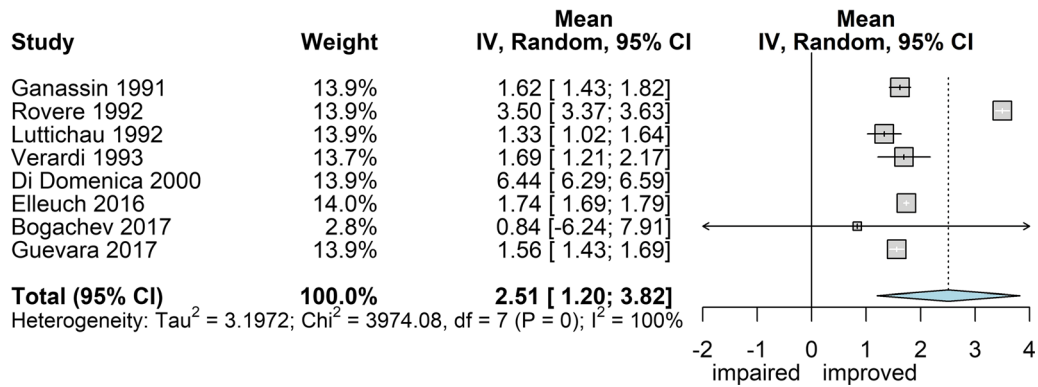 Mean Mean
Study Weight IV, Random, 95% CI IV, Random, 95% CI
Ganassin 1991 13.9% 1.62 [ 1.43; 1.82]
Rovere 1992 13.9% 3.50 [ 3.37; 3.63]
Luttichau 1992 13.9% 1.33 [ 1.02; 1.64]
Verardi 1993 13.7% 1.69 [ 1.21; 2.17]
Di Domenica 2000 13.9% 6.44 [ 6.29; 6.59]
Elleuch 2016 14.0% 1.74 [ 1.69; 1.79]
Bogachev 2017 2.8% 0.84 [-6.24; 7.91]
Guevara 2017 13.9% 1.56 [ 1.43; 1.69]
Total (95% CI) 100.0% 2.51 [ 1.20; 3.82]
Heterogeneity: Tau² = 3.1972; Chi² = 3974.08, df = 7 (P = 0); I² = 100%
-2 -1 0 1 2 3 4
impaired improved